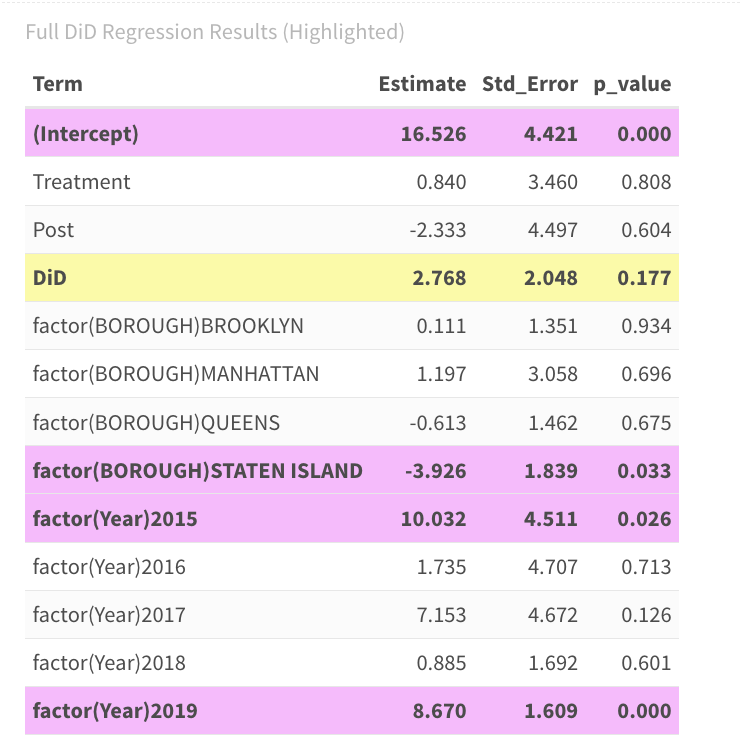 Full DiD Regression Results (Highlighted)
Term Estimate Std_Error p_value
(Intercept) 16.526 4.421 0.000
Treatment 0.840 3.460 0.808
Post -2.333 4.497 0.604
DiD 2.768 2.048 0.177
factor(BOROUGH)BROOKLYN 0.111 1.351 0.934
factor(BOROUGH)MANHATTAN 1.197 3.058 0.696
factor(BOROUGH)QUEENS -0.613 1.462 0.675
factor(BOROUGH)STATEN ISLAND -3.926 1.839 0.033
factor(Year)2015 10.032 4.511 0.026
factor(Year)2016 1.735 4.707 0.713
factor(Year)2017 7.153 4.672 0.126
factor(Year)2018 0.885 1.692 0.601
factor(Year)2019 8.670 1.609 0.000